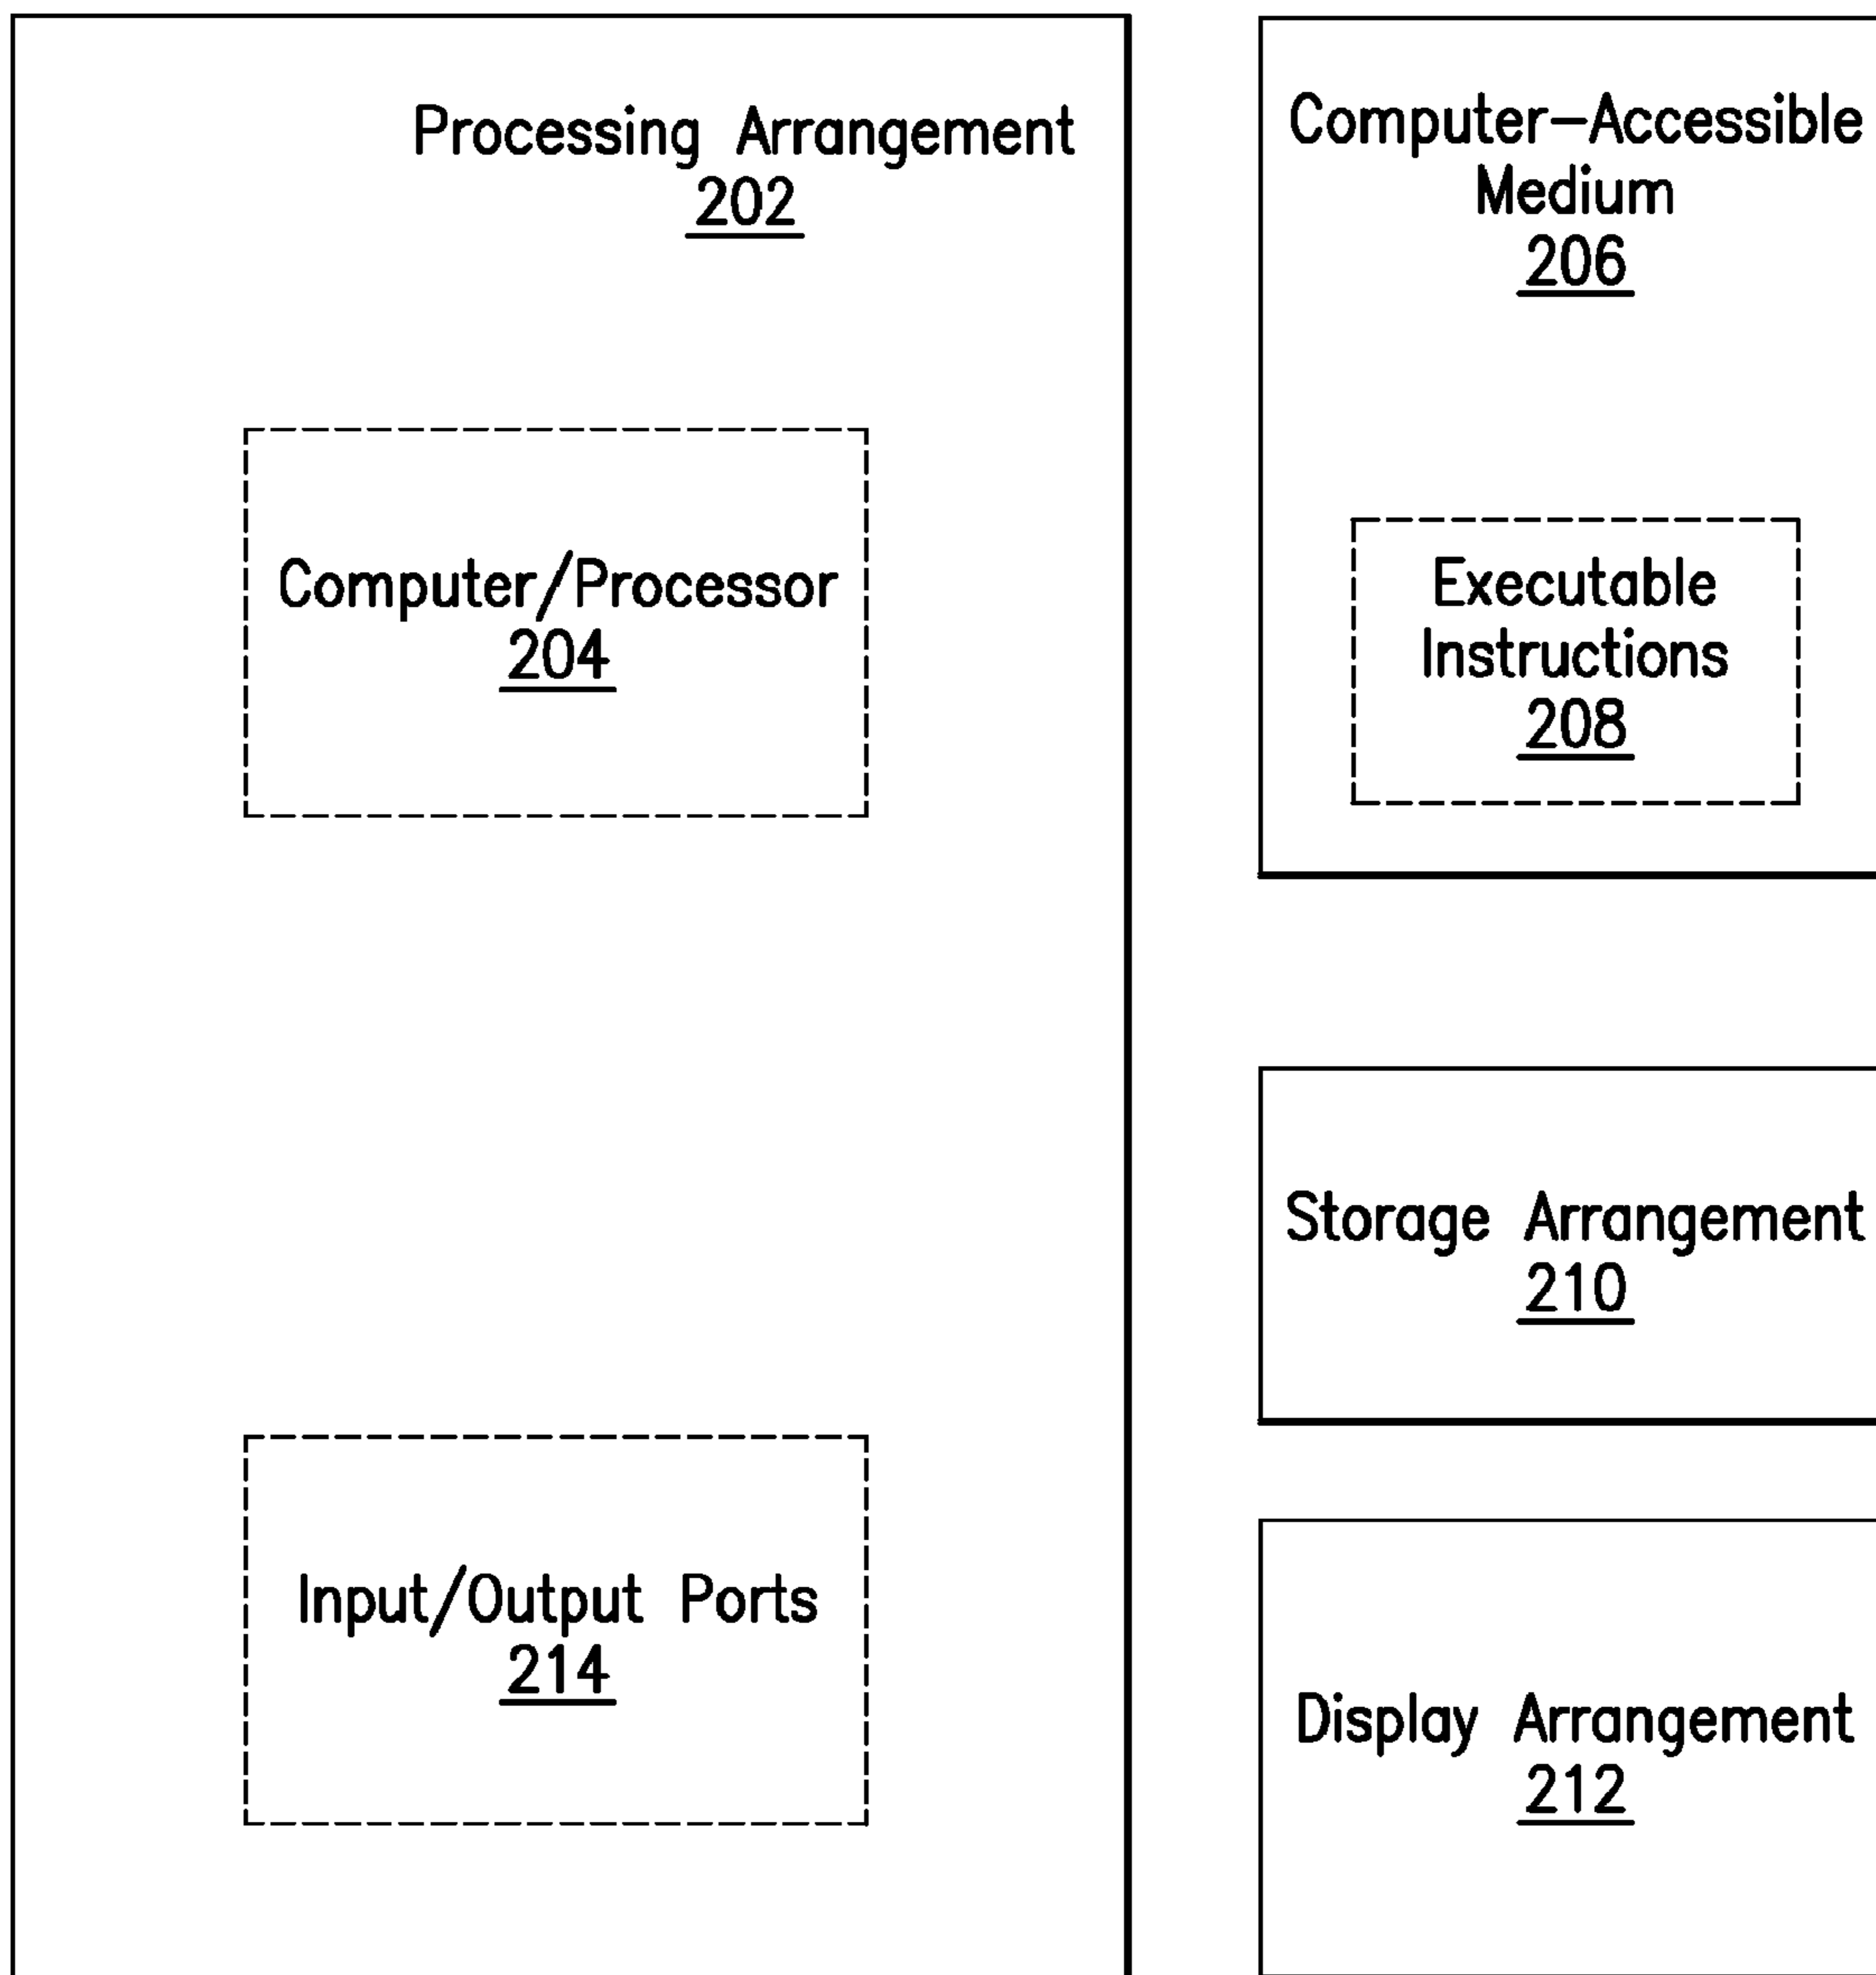 Processing Arrangement
202
Computer/Processor
204
Input/Output Ports
214
Computer-Accessible
Medium
206
Executable
Instructions
208
Storage Arrangement
210
Display Arrangement
212